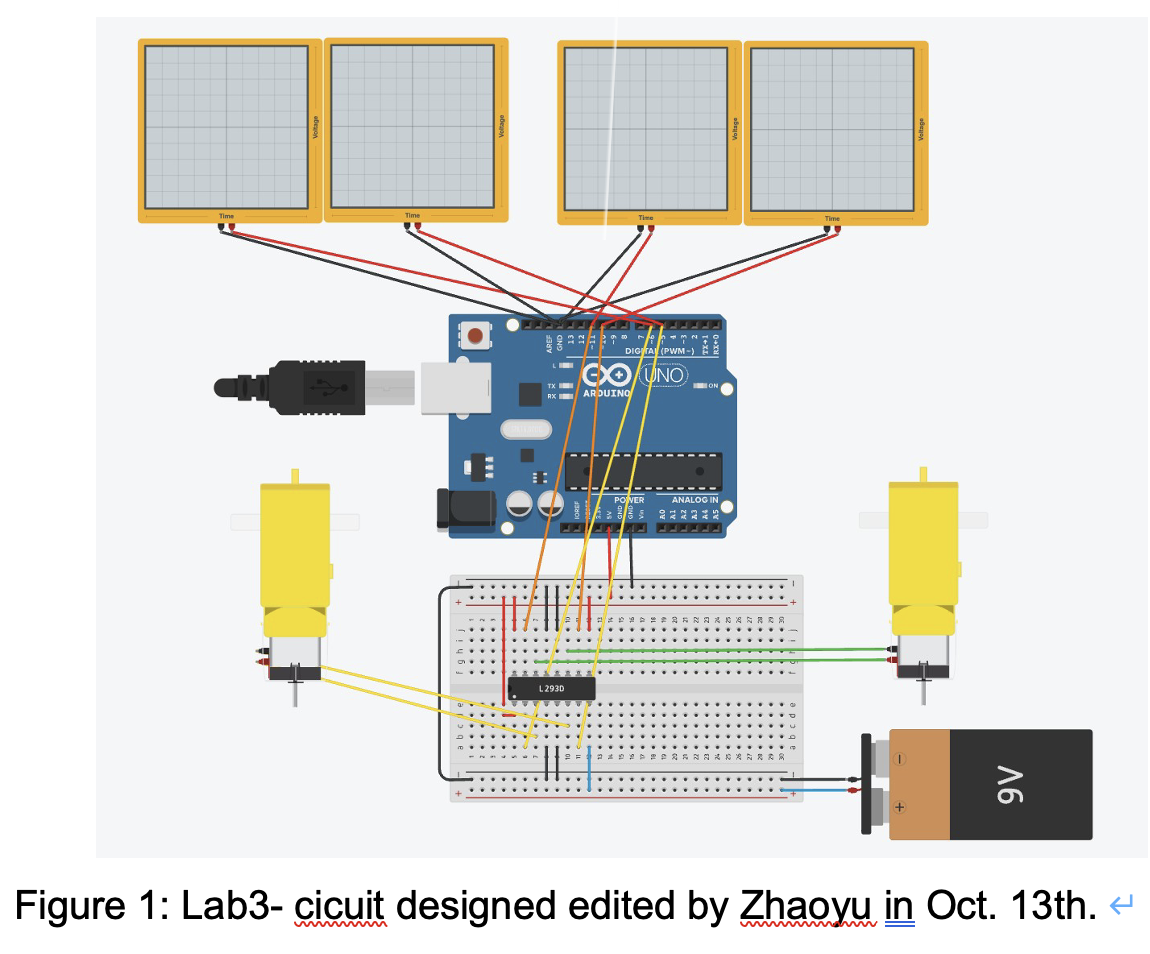 Voltage
Voltage
Voltage
Voltage
Time
Time
Time
Time
AREF
GND
13
12
~11
~10
~9
8
7
~6
~5
4
~3
2
TX→1
RX←0
DIGITAL (PWM~)
L
TX
RX
UNO
ARDUINO
ON
POWER
ANALOG IN
IOREF
3.3V
5V
GND
GND
Vin
A0
A1
A2
A3
A4
A5
L293D
9V
Figure 1: Lab3- cicuit designed edited by Zhaoyu in Oct. 13th.